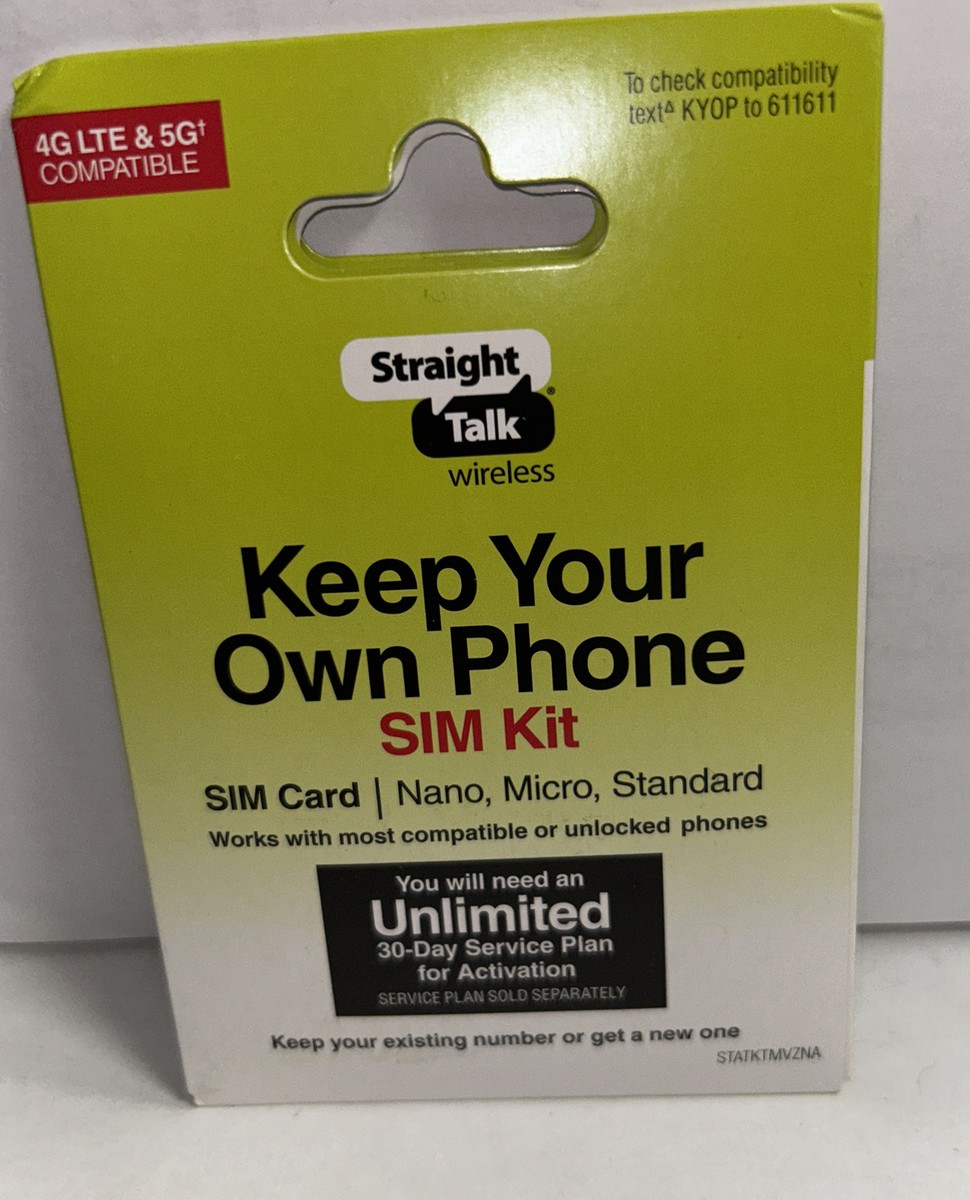 To check compatibility
text∆ KYOP to 611611
4G LTE & 5G†
COMPATIBLE
Straight
Talk®
wireless
Keep Your
Own Phone
SIM Kit
SIM Card | Nano, Micro, Standard
Works with most compatible or unlocked phones
You will need an
Unlimited
30-Day Service Plan
for Activation
SERVICE PLAN SOLD SEPARATELY
Keep your existing number or get a new one
STATKTMVZNA